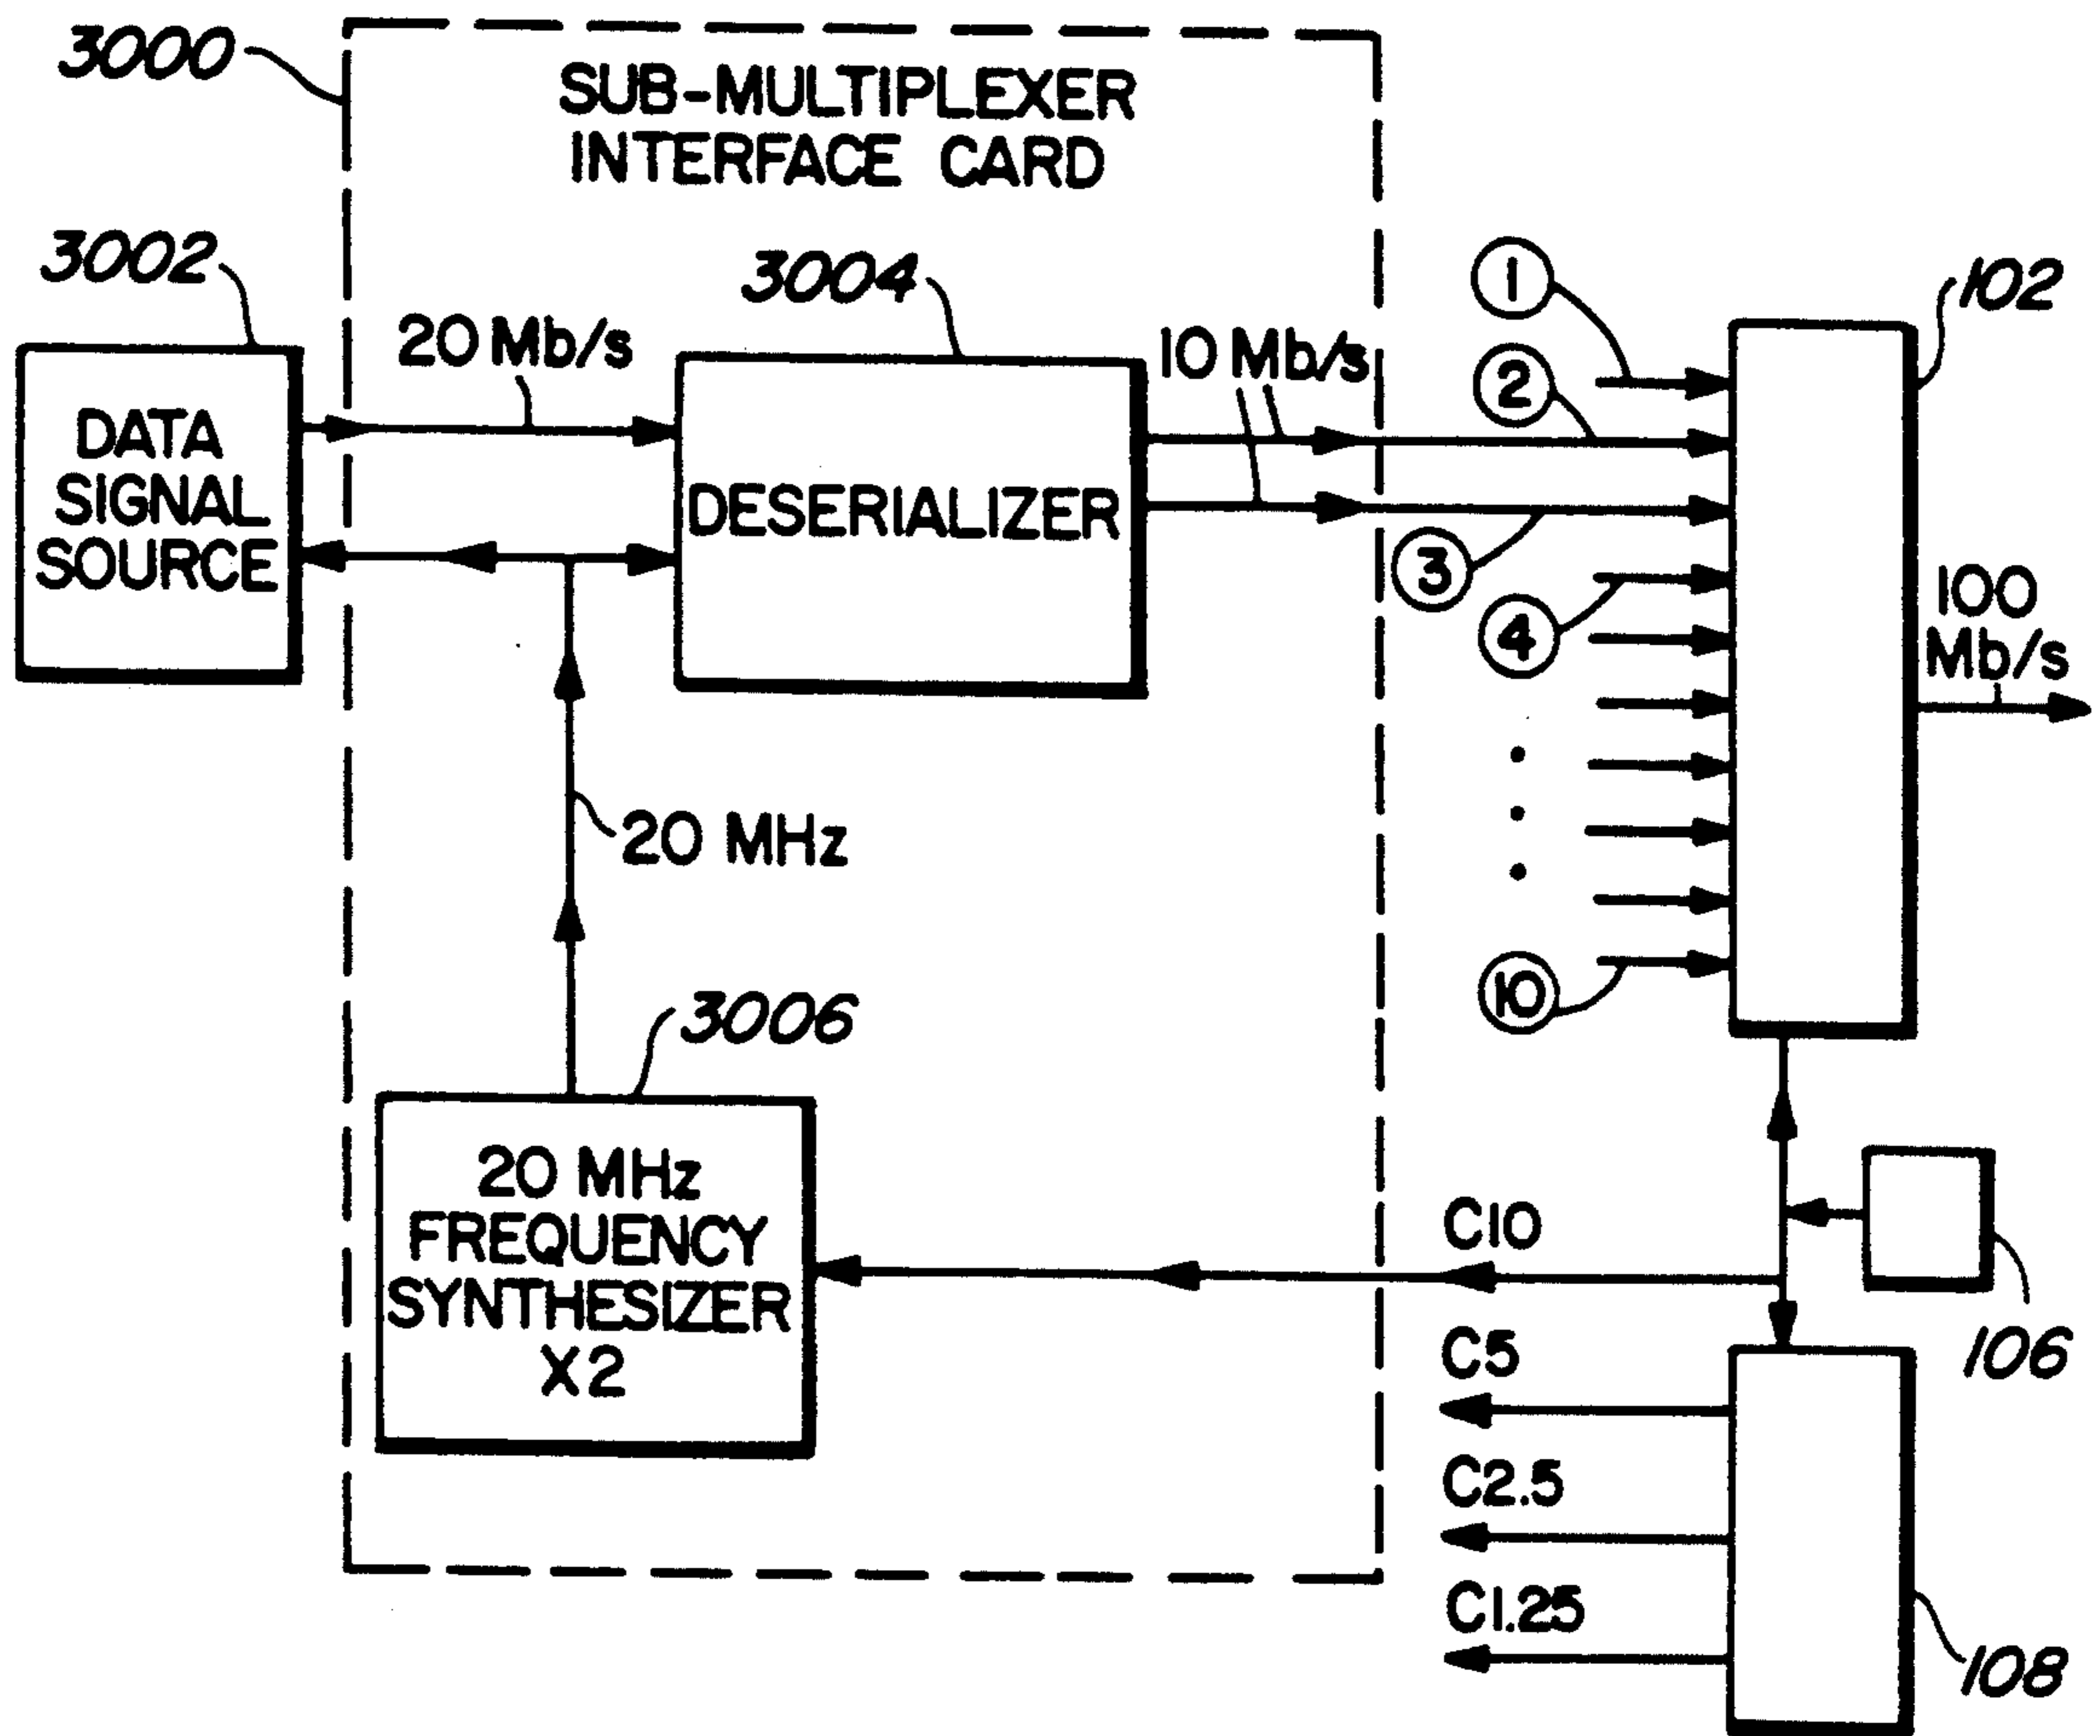 3000
SUB-MULTIPLEXER
INTERFACE CARD
3002
3004
102
20 Mb/s
10 Mb/s
1
2
3
4
10
DATA
SIGNAL
SOURCE
DESERIALIZER
100
Mb/s
20 MHz
3006
20 MHz
FREQUENCY
SYNTHESIZER
X2
C10
106
C5
C2.5
C1.25
108